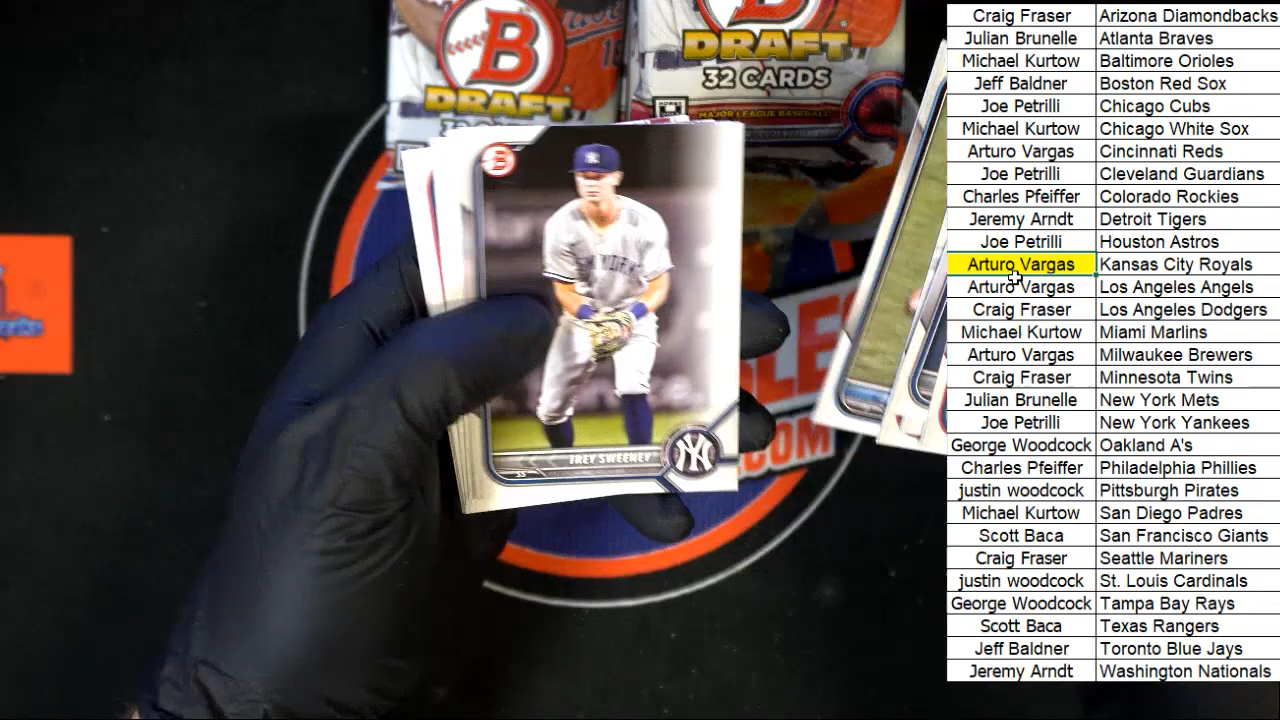 B
DRAFT
DRAFT
32 CARDS
MAJOR LEAGUE BASEBALL
B
NEW YORK
TREY SWEENEY
SS
NY
.COM
Craig Fraser Arizona Diamondbacks
Julian Brunelle Atlanta Braves
Michael Kurtow Baltimore Orioles
Jeff Baldner Boston Red Sox
Joe Petrilli Chicago Cubs
Michael Kurtow Chicago White Sox
Arturo Vargas Cincinnati Reds
Joe Petrilli Cleveland Guardians
Charles Pfeiffer Colorado Rockies
Jeremy Arndt Detroit Tigers
Joe Petrilli Houston Astros
Arturo Vargas Kansas City Royals
Arturo Vargas Los Angeles Angels
Craig Fraser Los Angeles Dodgers
Michael Kurtow Miami Marlins
Arturo Vargas Milwaukee Brewers
Craig Fraser Minnesota Twins
Julian Brunelle New York Mets
Joe Petrilli New York Yankees
George Woodcock Oakland A's
Charles Pfeiffer Philadelphia Phillies
justin woodcock Pittsburgh Pirates
Michael Kurtow San Diego Padres
Scott Baca San Francisco Giants
Craig Fraser Seattle Mariners
justin woodcock St. Louis Cardinals
George Woodcock Tampa Bay Rays
Scott Baca Texas Rangers
Jeff Baldner Toronto Blue Jays
Jeremy Arndt Washington Nationals